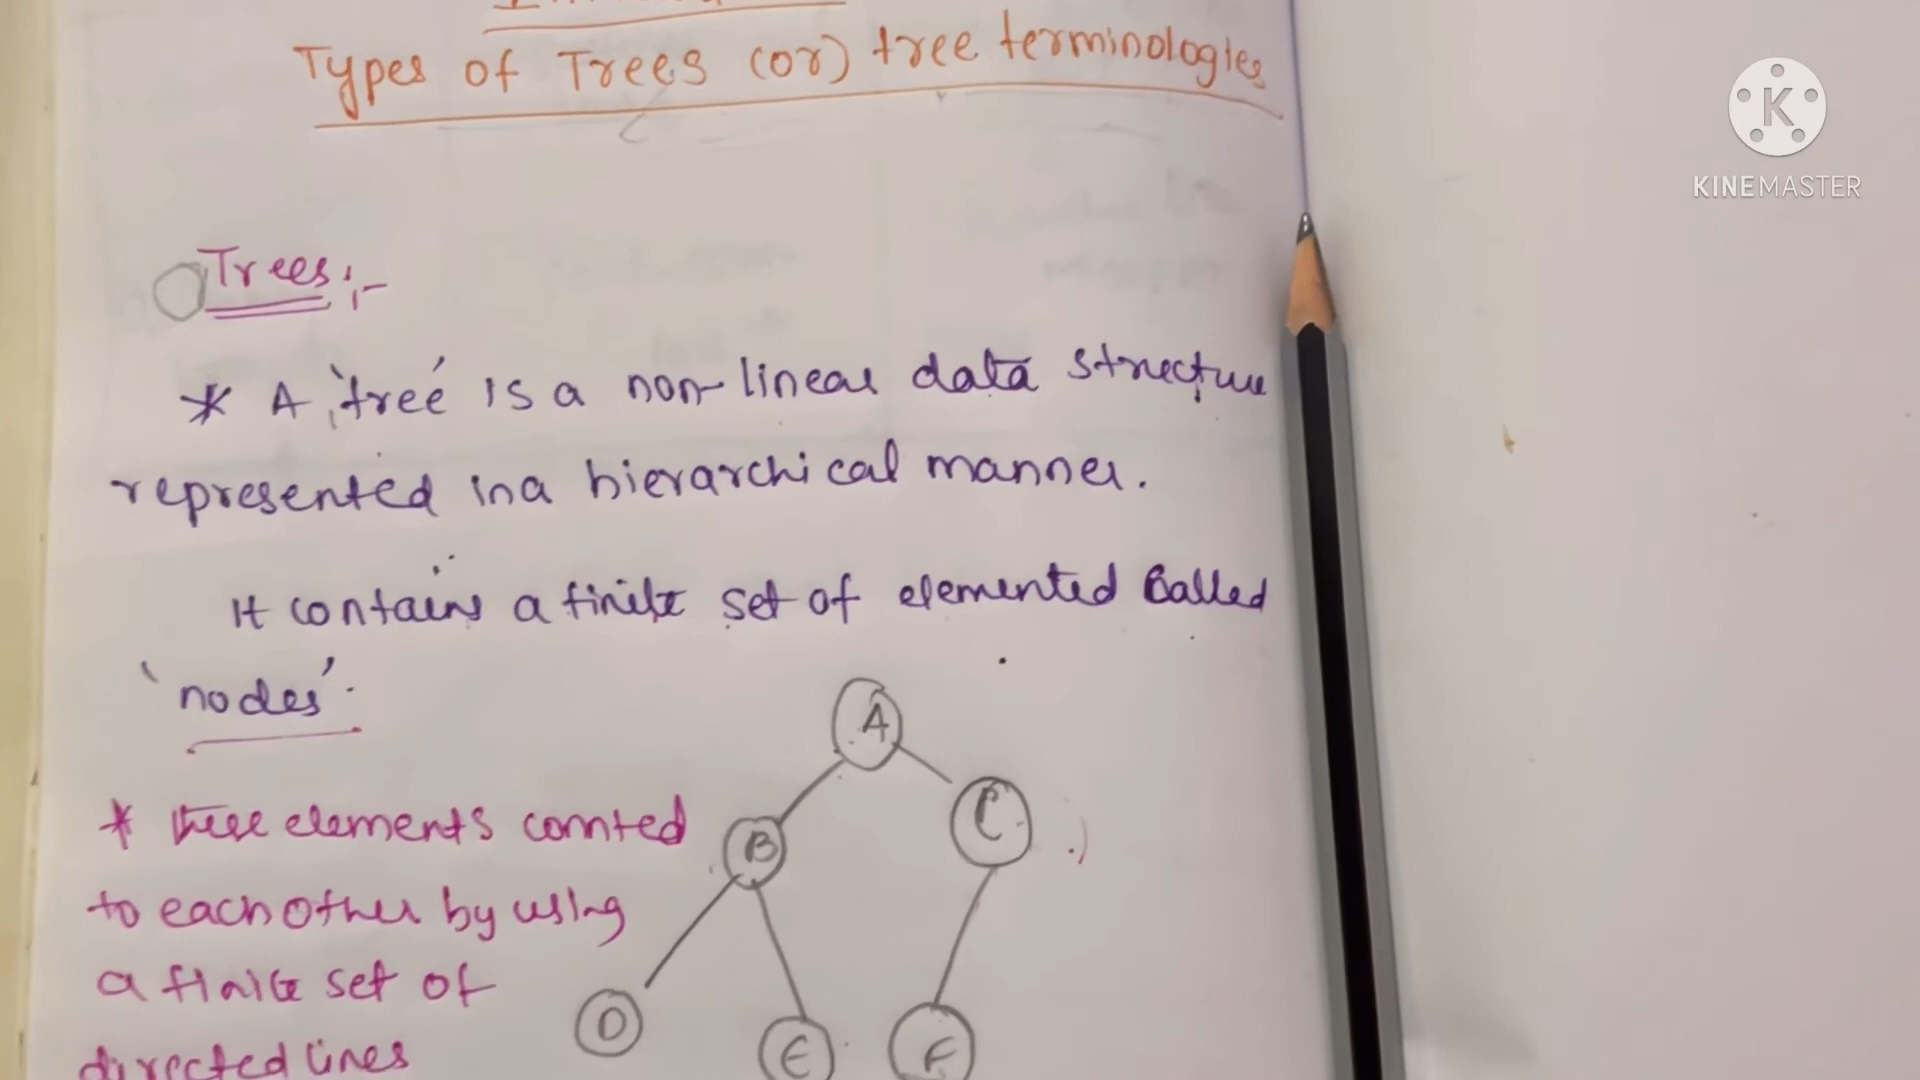 Types of Trees (or) tree terminologies
K
KINEMASTER
Trees:-
* A 'tree' is a non-linear data structure
represented in a hierarchical manner.
It contains a finite set of elemented called
'nodes'.
A
* these elements connted
B
C
to each other by using
a finite set of
D
E
F
directed lines